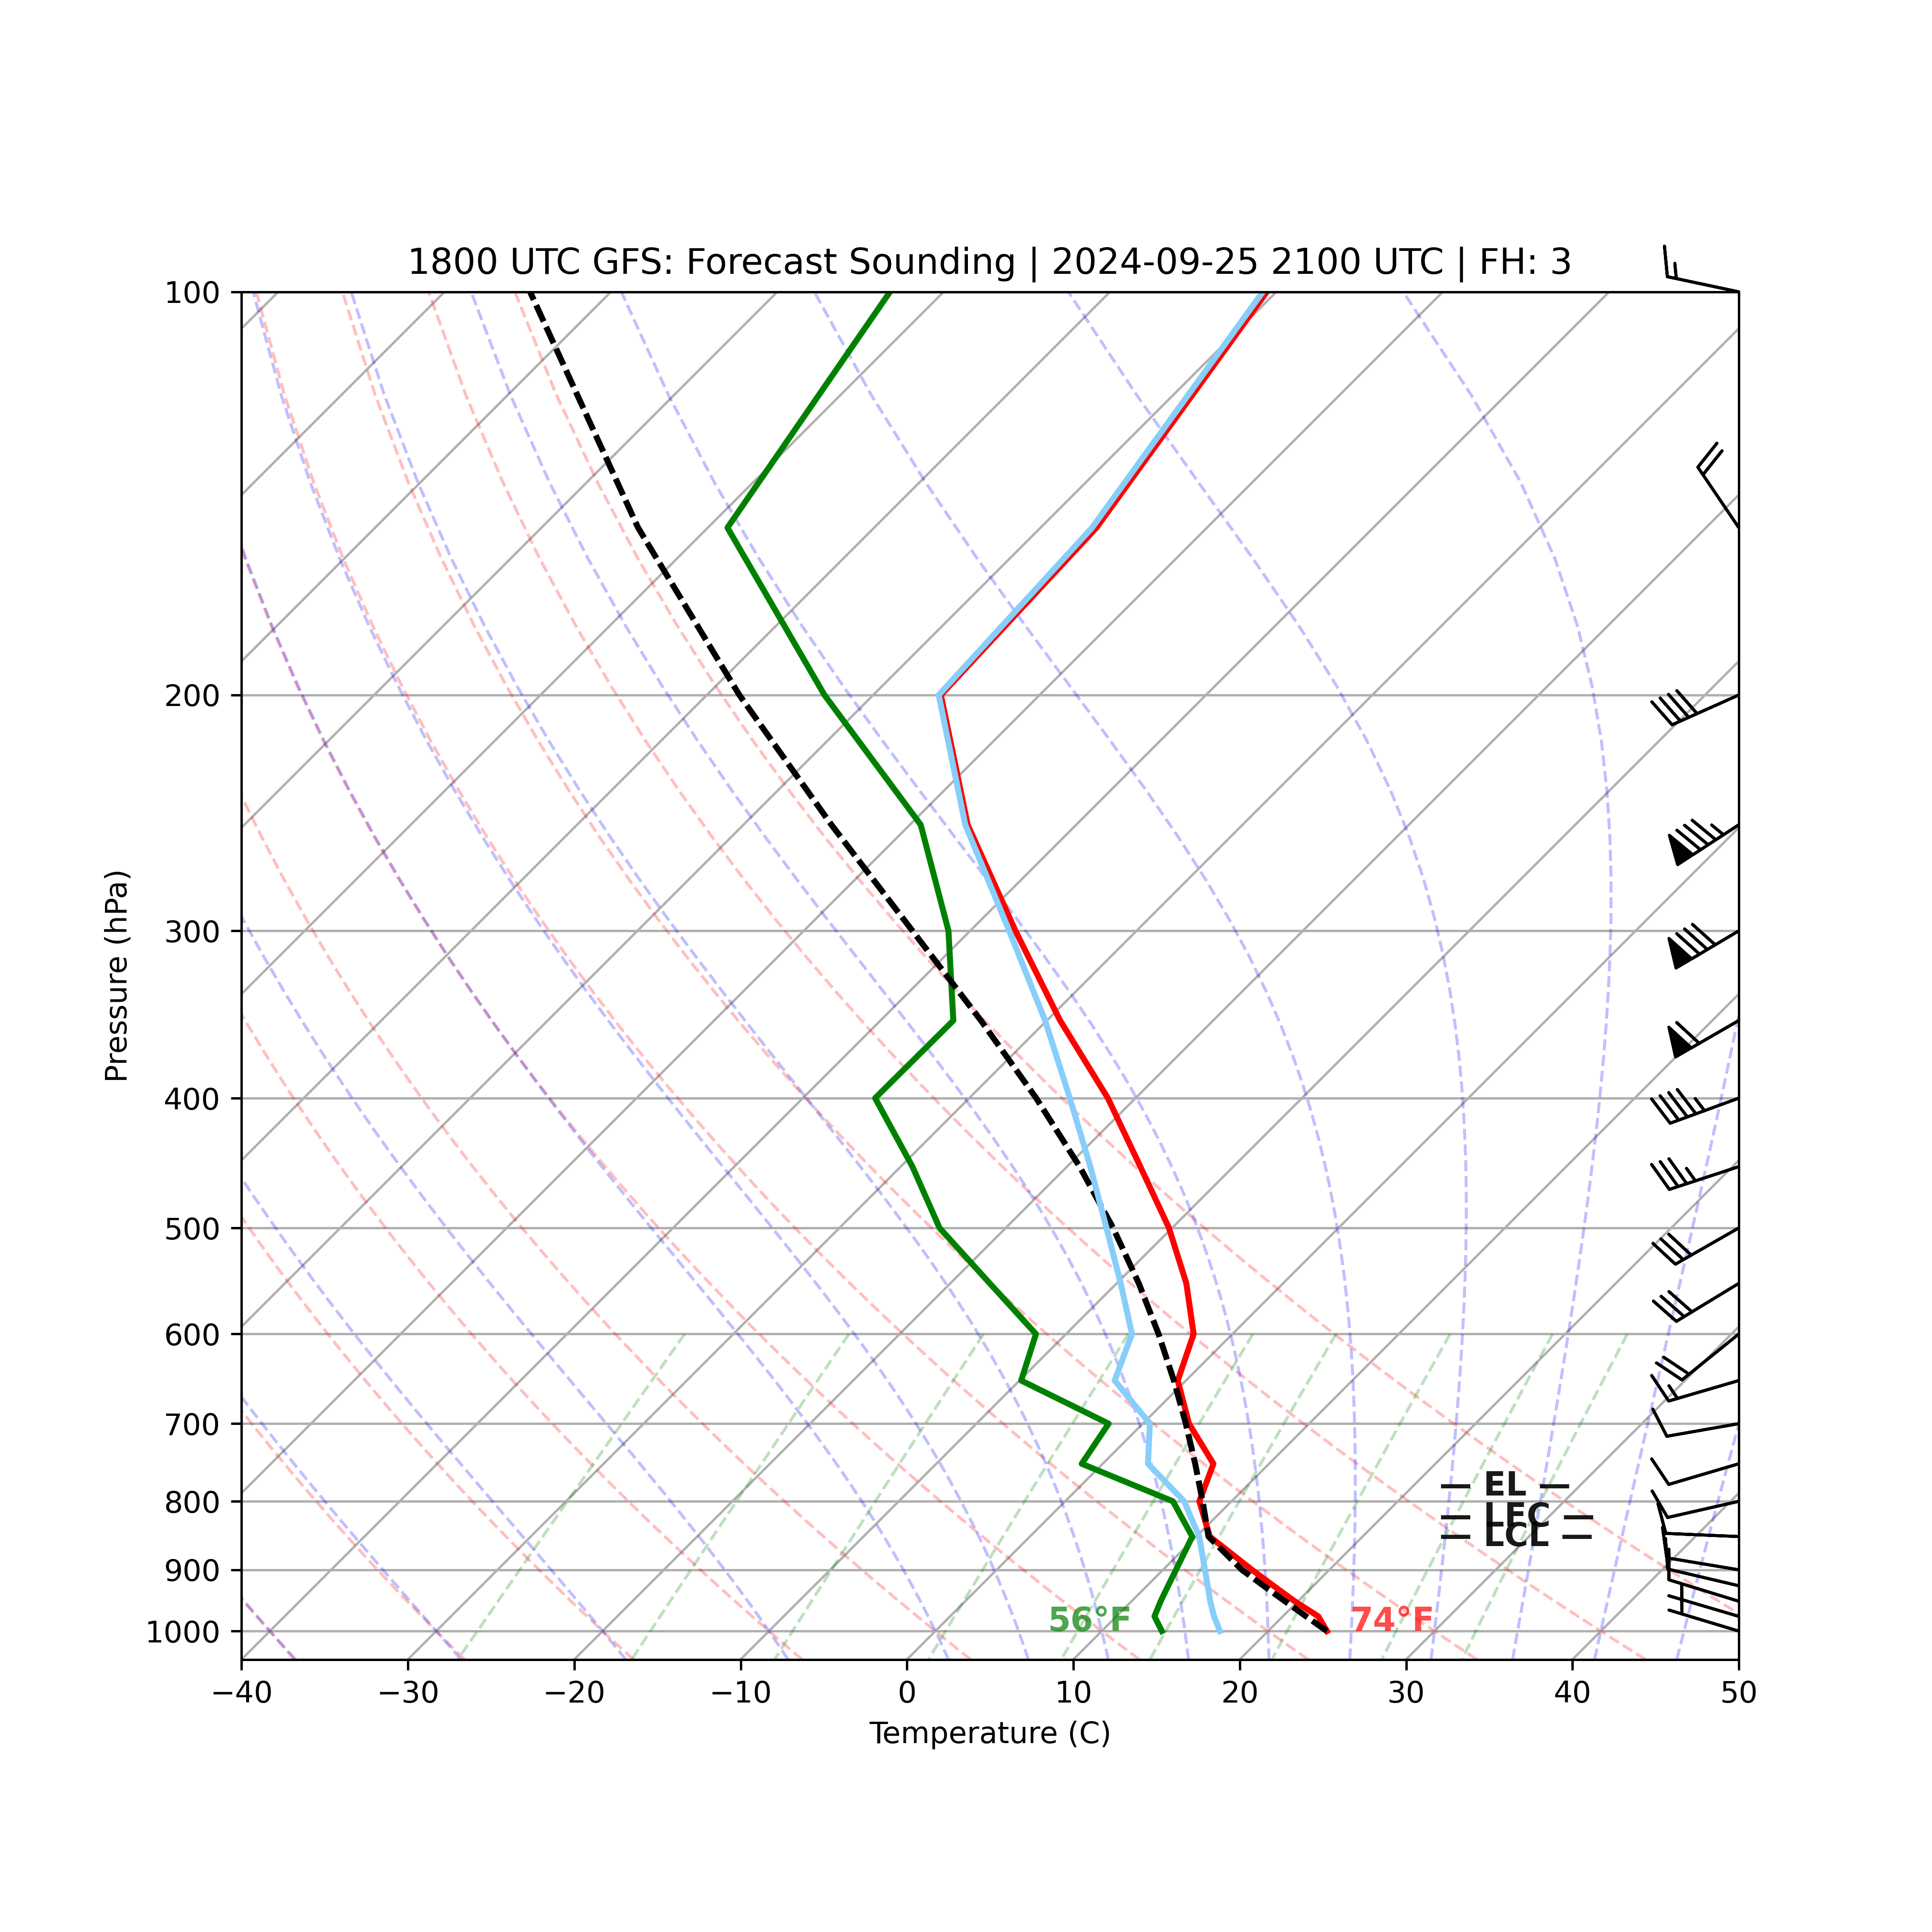 1800 UTC GFS: Forecast Sounding | 2024-09-25 2100 UTC | FH: 3
100
200
300
400
500
600
700
800
900
1000
Pressure (hPa)
— EL —
— LFC —
— LCL —
56°F
74°F
−40 −30 −20 −10 0 10 20 30 40 50
Temperature (C)